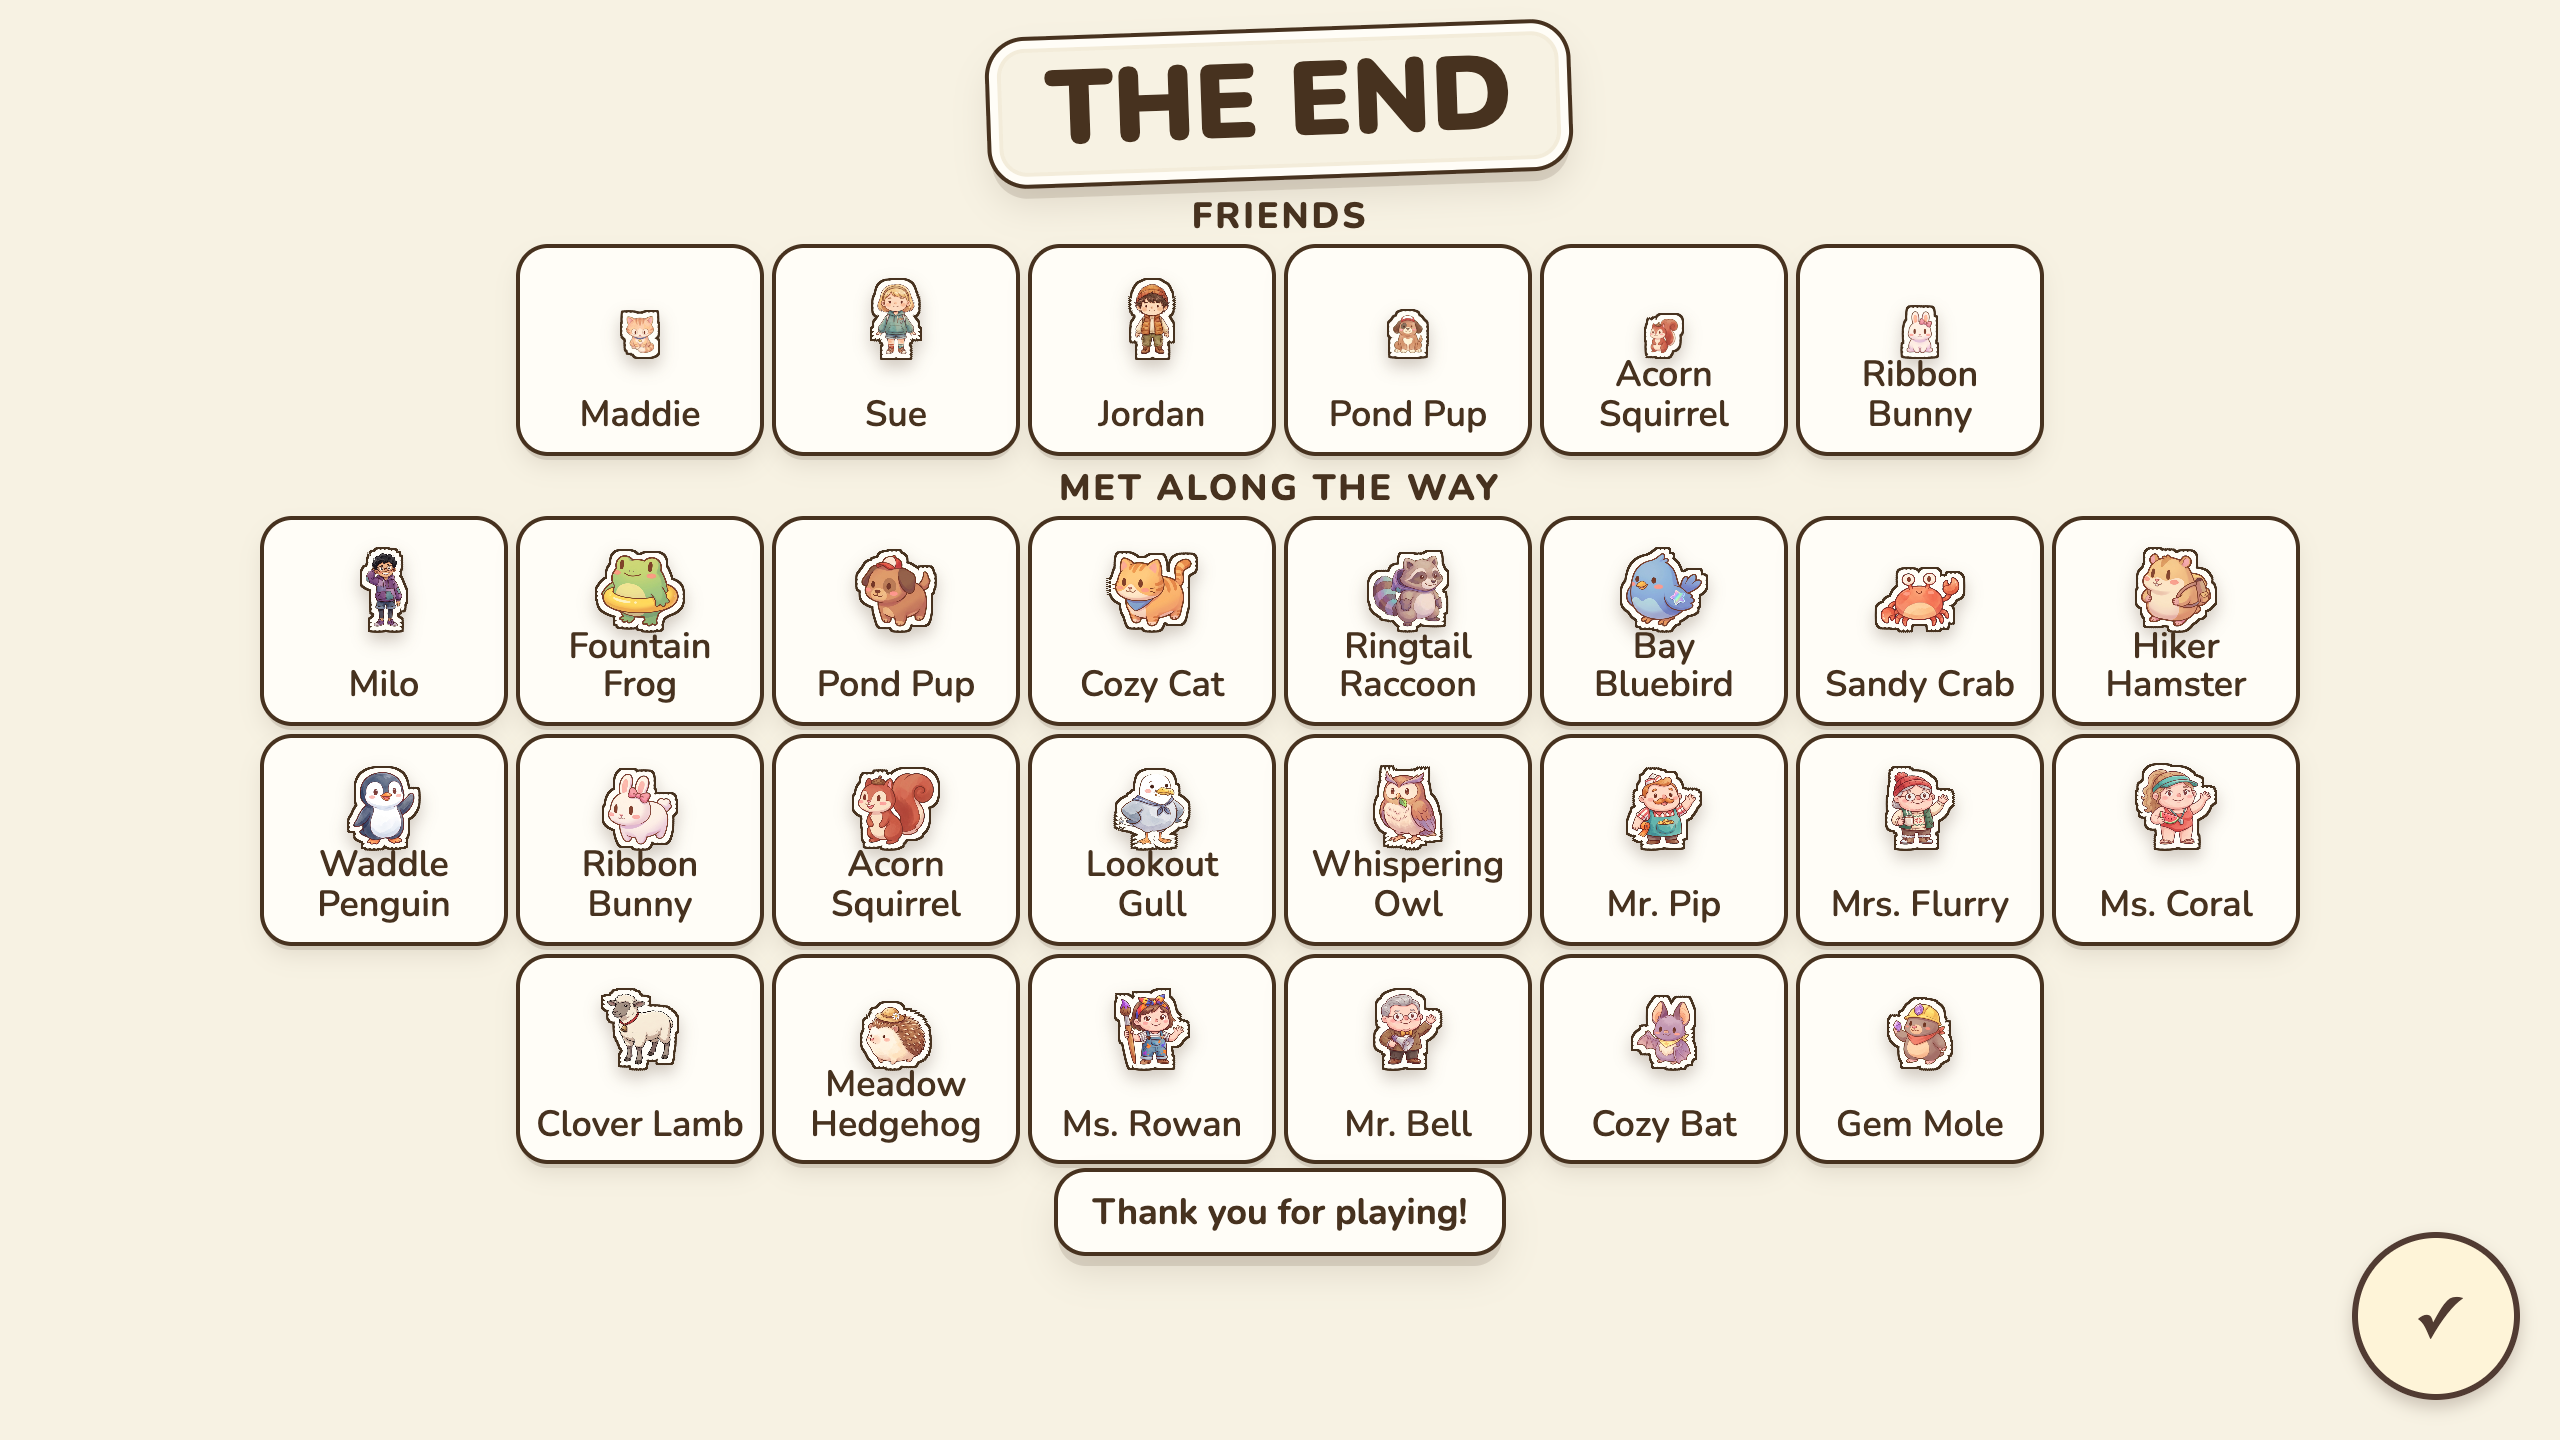 THE END
FRIENDS
Maddie
Sue
Jordan
Pond Pup
Acorn
Squirrel
Ribbon
Bunny
MET ALONG THE WAY
Milo
Fountain
Frog
Pond Pup
Cozy Cat
Ringtail
Raccoon
Bay
Bluebird
Sandy Crab
Hiker
Hamster
Waddle
Penguin
Ribbon
Bunny
Acorn
Squirrel
Lookout
Gull
Whispering
Owl
Mr. Pip
Mrs. Flurry
Ms. Coral
Clover Lamb
Meadow
Hedgehog
Ms. Rowan
Mr. Bell
Cozy Bat
Gem Mole
Thank you for playing!